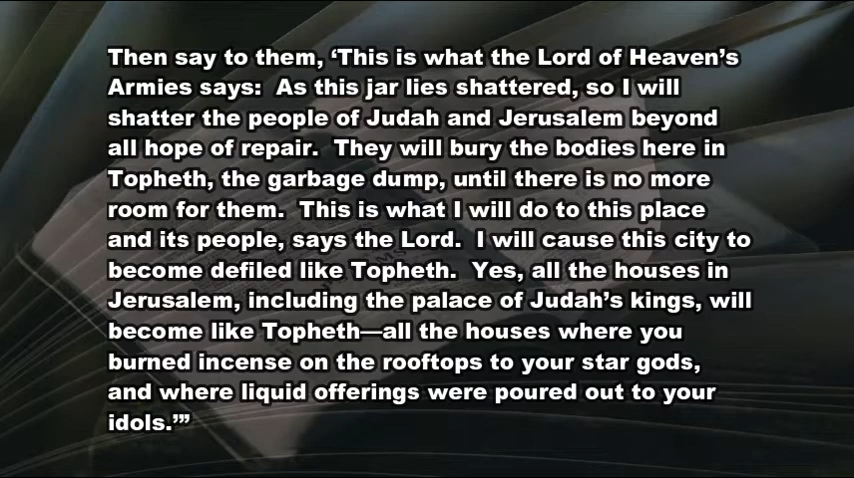 Then say to them, ‘This is what the Lord of Heaven’s
Armies says:  As this jar lies shattered, so I will
shatter the people of Judah and Jerusalem beyond
all hope of repair.  They will bury the bodies here in
Topheth, the garbage dump, until there is no more
room for them.  This is what I will do to this place
and its people, says the Lord.  I will cause this city to
become defiled like Topheth.  Yes, all the houses in
Jerusalem, including the palace of Judah’s kings, will
become like Topheth—all the houses where you
burned incense on the rooftops to your star gods,
and where liquid offerings were poured out to your
idols.’”